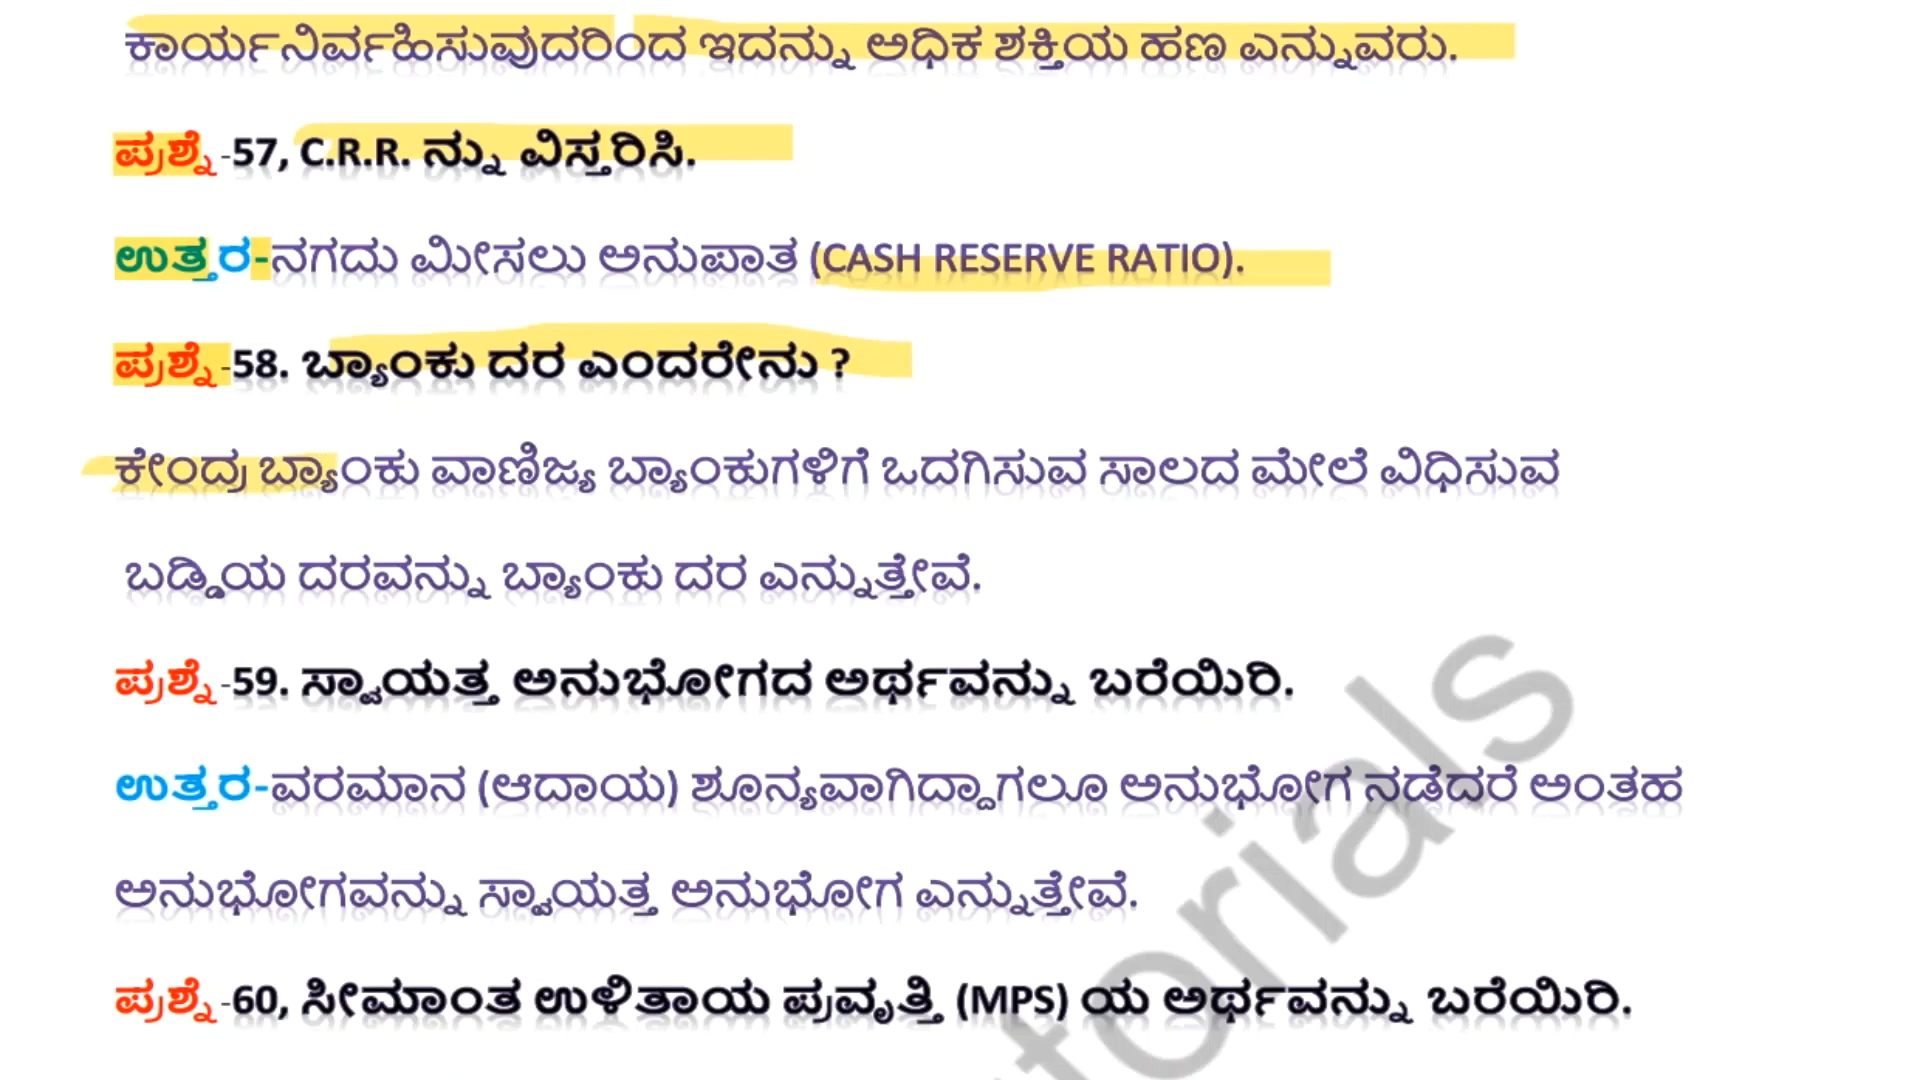 ಕಾರ್ಯನಿರ್ವಹಿಸುವುದರಿಂದ ಇದನ್ನು ಅಧಿಕ ಶಕ್ತಿಯ ಹಣ ಎನ್ನುವರು.
ಪ್ರಶ್ನೆ -57, C.R.R. ನ್ನು ವಿಸ್ತರಿಸಿ.
ಉತ್ತರ-ನಗದು ಮೀಸಲು ಅನುಪಾತ (CASH RESERVE RATIO).
ಪ್ರಶ್ನೆ -58. ಬ್ಯಾಂಕು ದರ ಎಂದರೇನು ?
ಕೇಂದ್ರ ಬ್ಯಾಂಕು ವಾಣಿಜ್ಯ ಬ್ಯಾಂಕುಗಳಿಗೆ ಒದಗಿಸುವ ಸಾಲದ ಮೇಲೆ ವಿಧಿಸುವ
ಬಡ್ಡಿಯ ದರವನ್ನು ಬ್ಯಾಂಕು ದರ ಎನ್ನುತ್ತೇವೆ.
ಪ್ರಶ್ನೆ -59. ಸ್ವಾಯತ್ತ ಅನುಭೋಗದ ಅರ್ಥವನ್ನು ಬರೆಯಿರಿ.
ಉತ್ತರ-ವರಮಾನ (ಆದಾಯ) ಶೂನ್ಯವಾಗಿದ್ದಾಗಲೂ ಅನುಭೋಗ ನಡೆದರೆ ಅಂತಹ
ಅನುಭೋಗವನ್ನು ಸ್ವಾಯತ್ತ ಅನುಭೋಗ ಎನ್ನುತ್ತೇವೆ.
ಪ್ರಶ್ನೆ -60, ಸೀಮಾಂತ ಉಳಿತಾಯ ಪ್ರವೃತ್ತಿ (MPS) ಯ ಅರ್ಥವನ್ನು ಬರೆಯಿರಿ.
torials